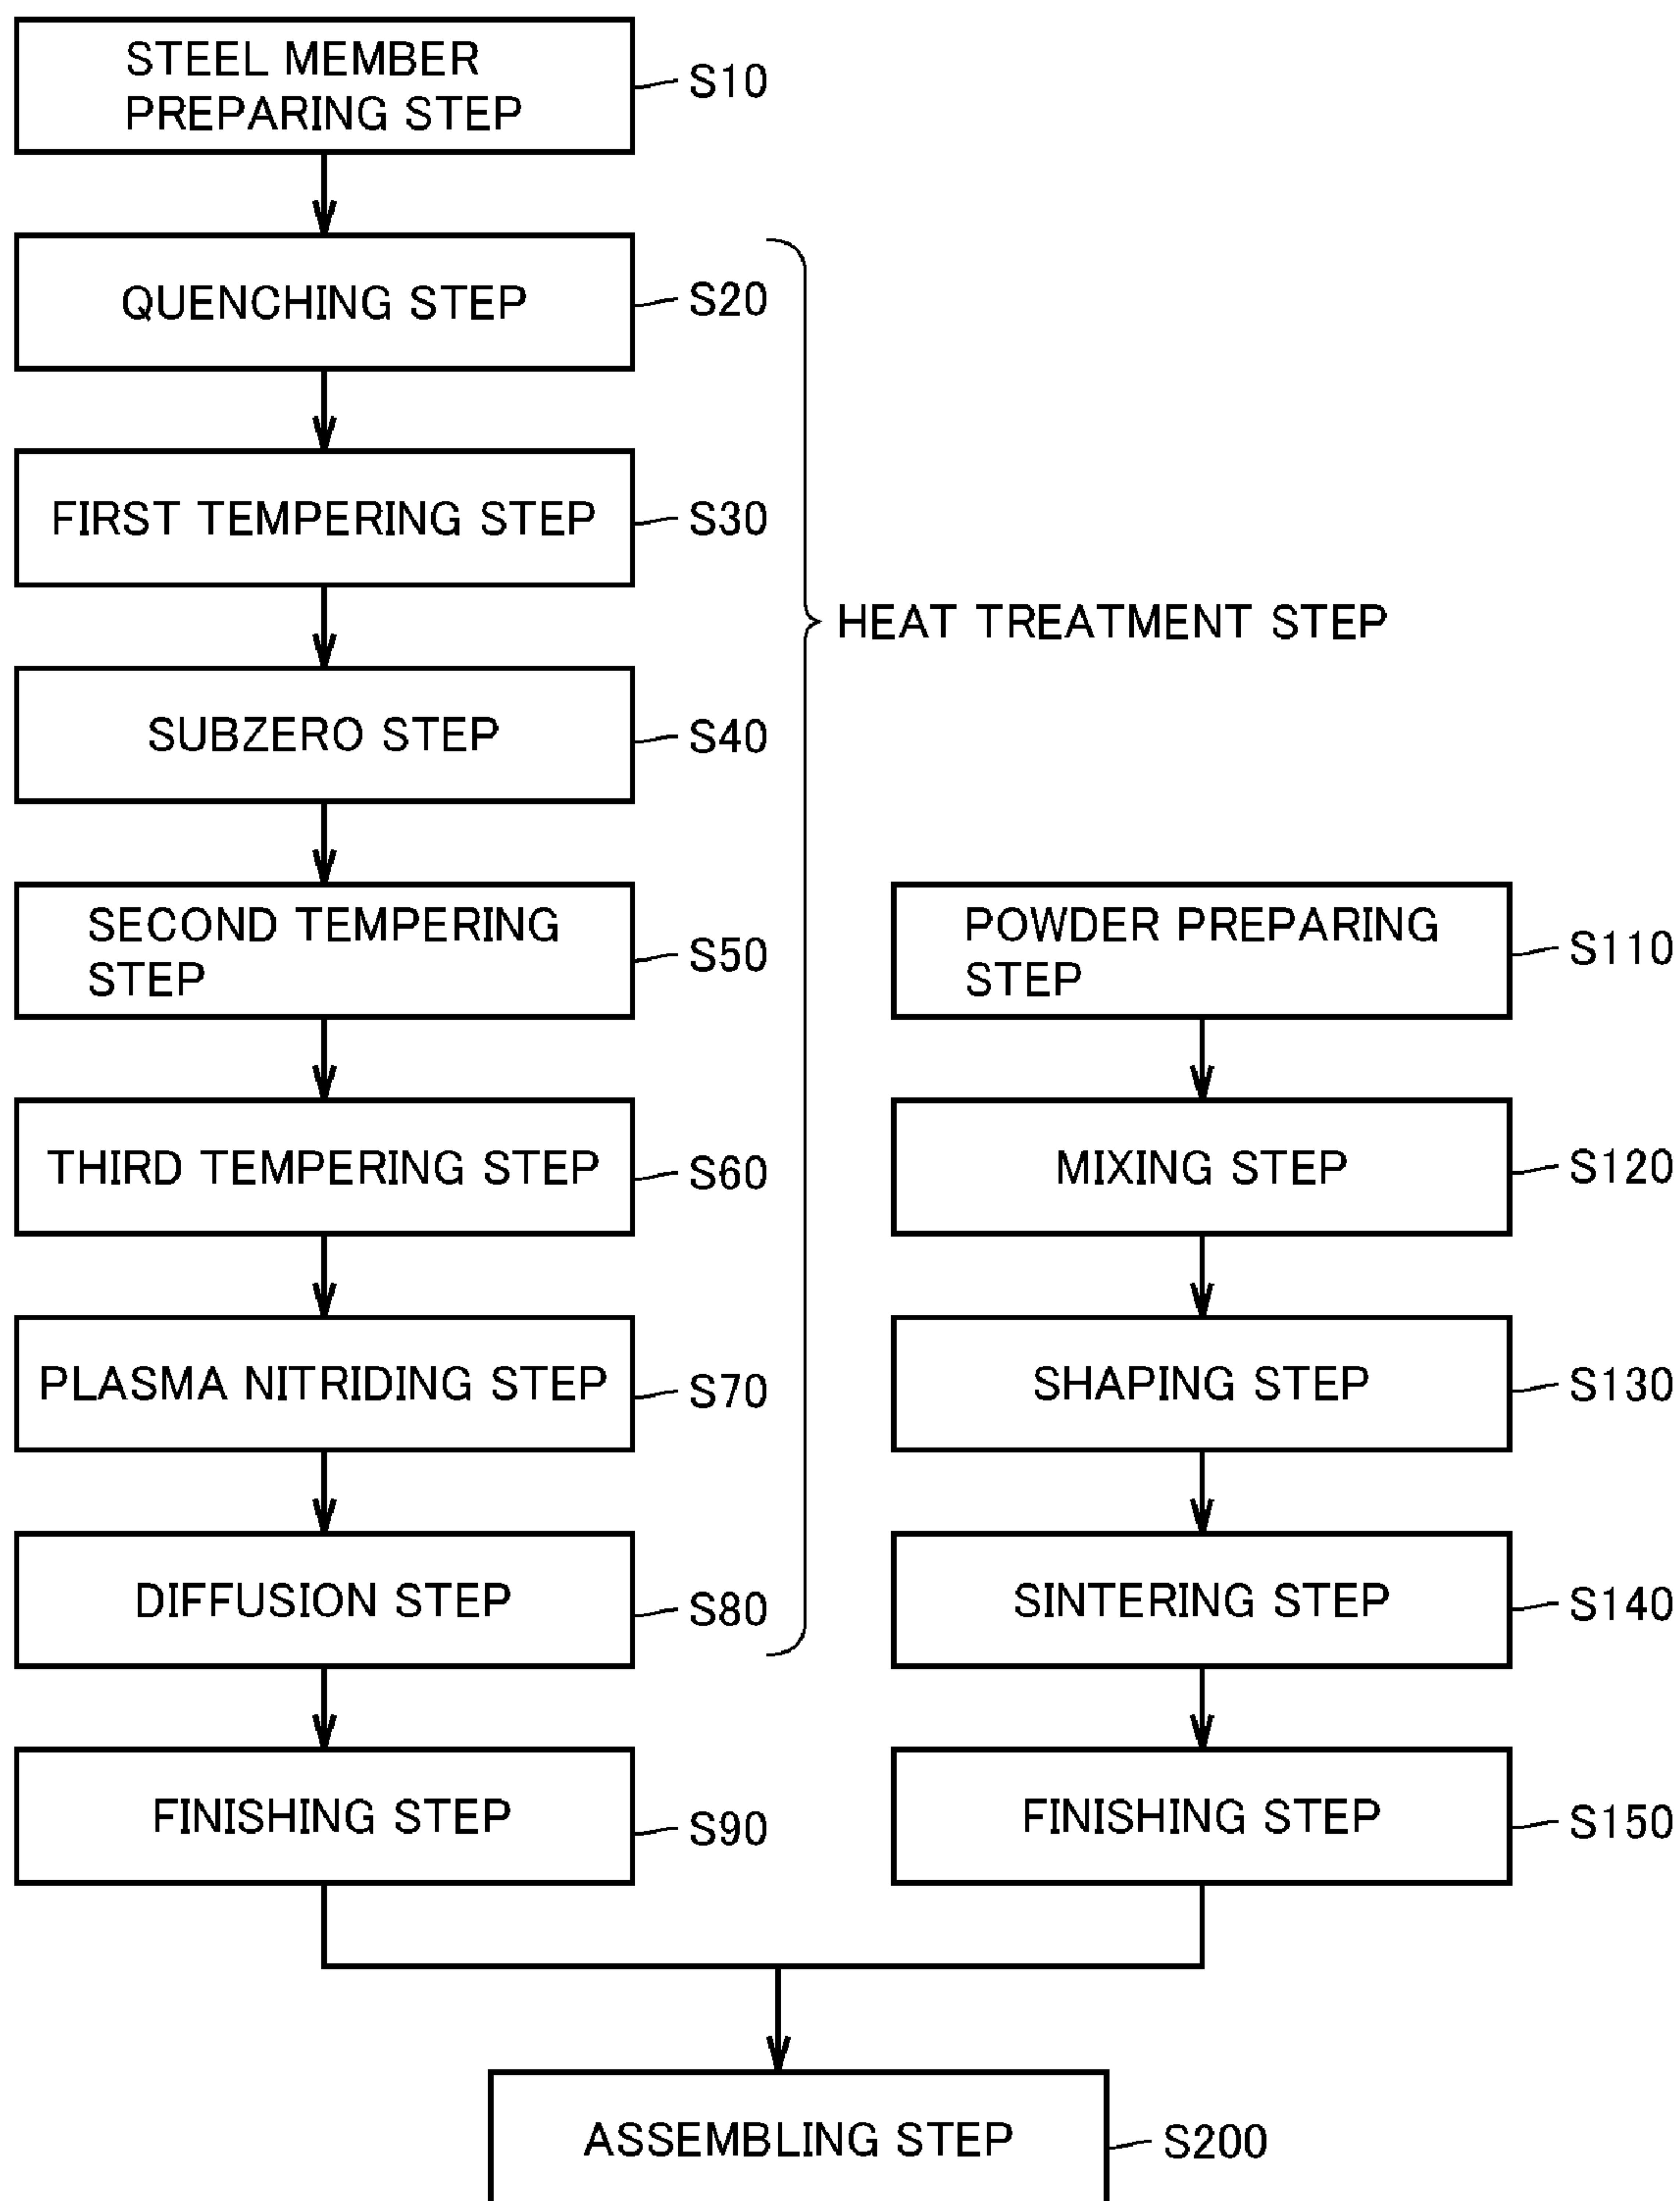 STEEL MEMBER
PREPARING STEP
S10
QUENCHING STEP
S20
FIRST TEMPERING STEP
S30
HEAT TREATMENT STEP
SUBZERO STEP
S40
SECOND TEMPERING
STEP
S50
THIRD TEMPERING STEP
S60
PLASMA NITRIDING STEP
S70
DIFFUSION STEP
S80
FINISHING STEP
S90
POWDER PREPARING
STEP
S110
MIXING STEP
S120
SHAPING STEP
S130
SINTERING STEP
S140
FINISHING STEP
S150
ASSEMBLING STEP
S200